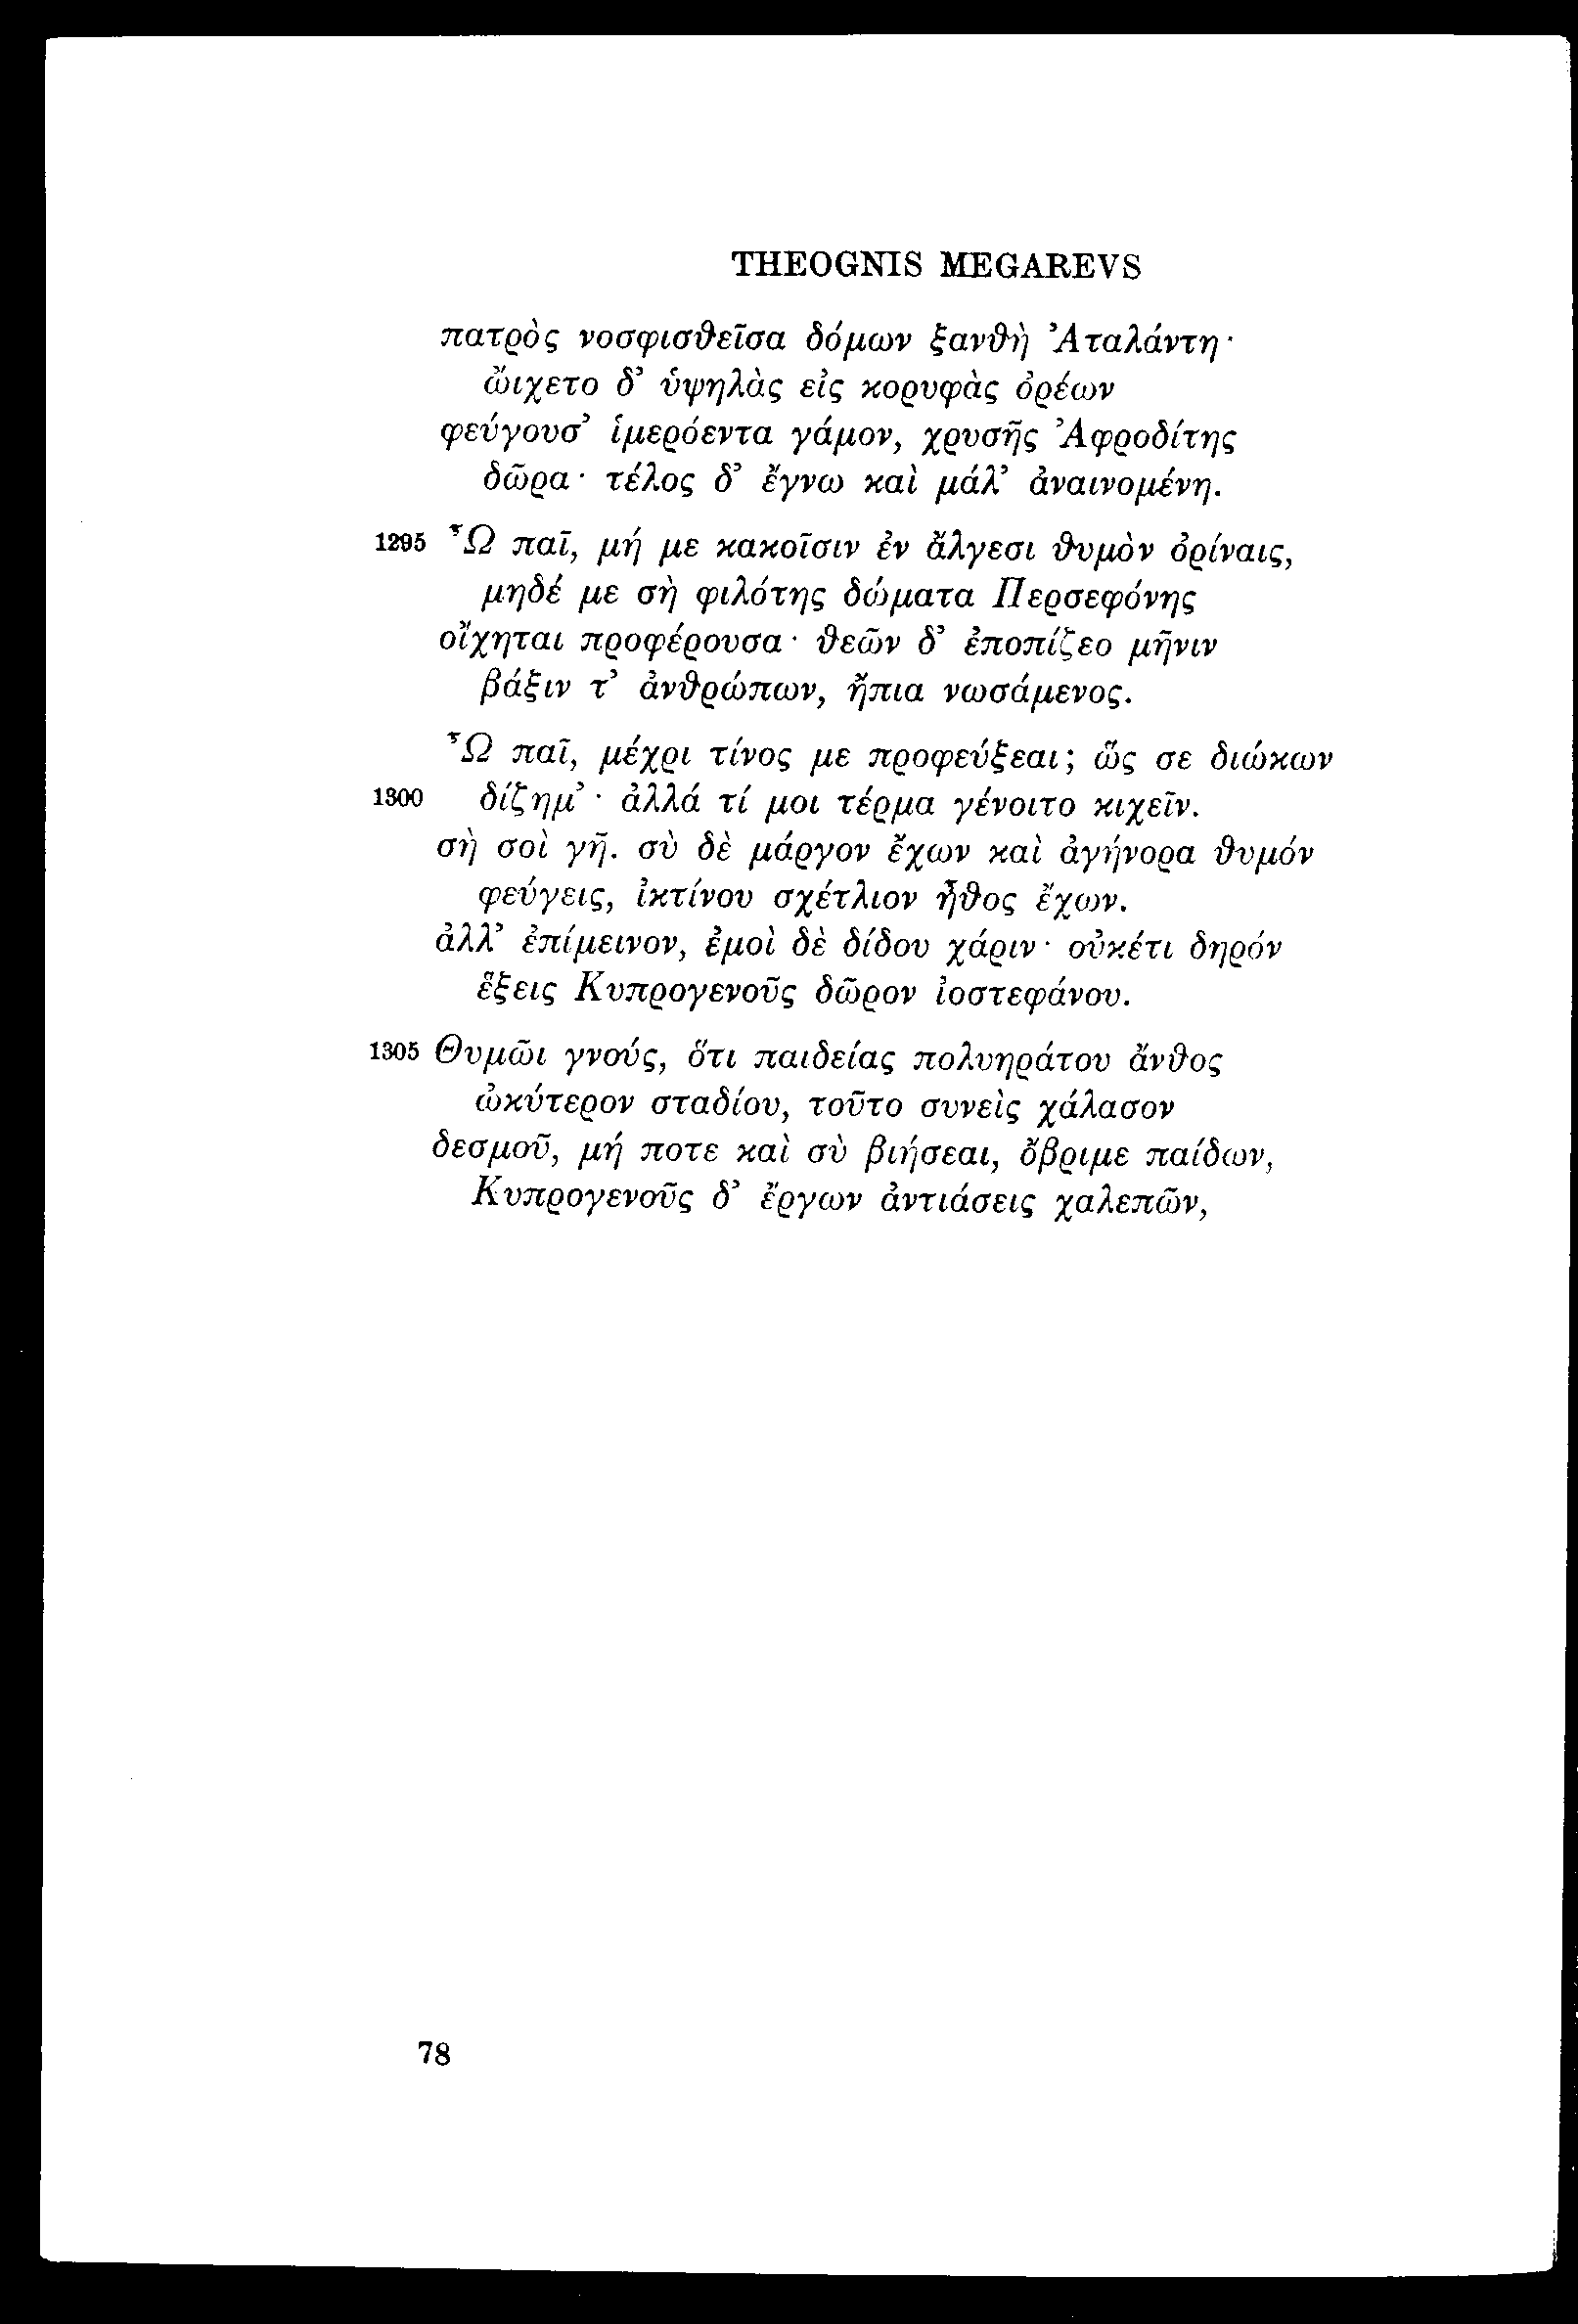 THEOGNIS MEGAREVS
πατρὸς νοσφισθεῖσα δόμων ξανθὴ Ἀταλάντη·
ὤιχετο δ’ ὑψηλὰς εἰς κορυφὰς ὀρέων
φεύγουσ’ ἱμερόεντα γάμον, χρυσῆς Ἀφροδίτης
δῶρα· τέλος δ’ ἔγνω καὶ μάλ’ ἀναινομένη.
1295 Ὦ παῖ, μή με κακοῖσιν ἐν ἄλγεσι θυμὸν ὀρίναις,
μηδέ με σὴ φιλότης δώματα Περσεφόνης
οἴχηται προφέρουσα· θεῶν δ’ ἐποπίζεο μῆνιν
βάξιν τ’ ἀνθρώπων, ἤπια νωσάμενος.
Ὦ παῖ, μέχρι τίνος με προφεύξεαι; ὥς σε διώκων
1300 δίζημ’· ἀλλά τί μοι τέρμα γένοιτο κιχεῖν.
σὴ σοὶ γῆ. σὺ δὲ μάργον ἔχων καὶ ἀγήνορα θυμόν
φεύγεις, ἰκτίνου σχέτλιον ἦθος ἔχων.
ἀλλ’ ἐπίμεινον, ἐμοὶ δὲ δίδου χάριν· οὐκέτι δηρόν
ἕξεις Κυπρογενοῦς δῶρον ἰοστεφάνου.
1305 Θυμῶι γνούς, ὅτι παιδείας πολυηράτου ἄνθος
ὠκύτερον σταδίου, τοῦτο συνεὶς χάλασον
δεσμοῦ, μή ποτε καὶ σὺ βιήσεαι, ὄβριμε παίδων,
Κυπρογενοῦς δ’ ἔργων ἀντιάσεις χαλεπῶν,
78